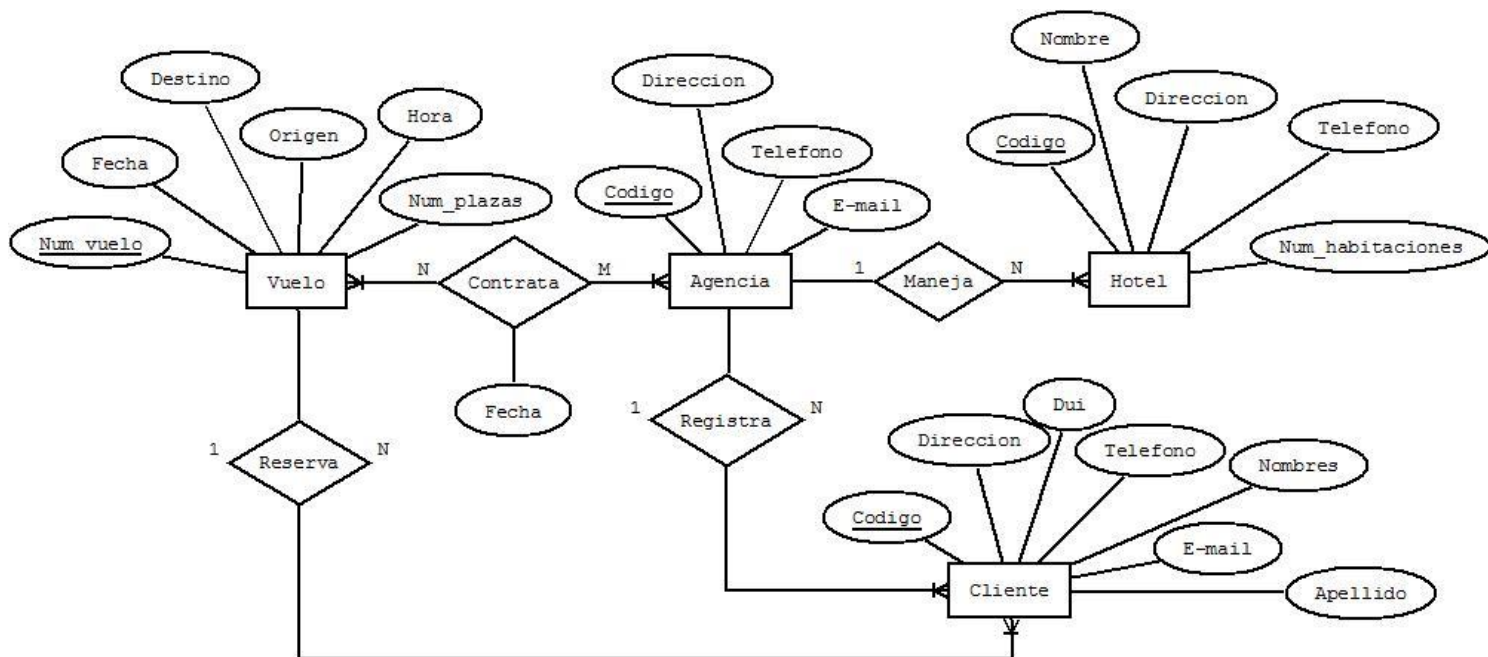 Nombre
Destino
Direccion
Direccion
Hora
Origen
Codigo
Telefono
Fecha
Telefono
Codigo
Num_plazas
E-mail
Num_vuelo
Num_habitaciones
Vuelo
N
Contrata
M
Agencia
1
Maneja
N
Hotel
Fecha
1
Registra
N
Dui
Direccion
Telefono
1
Reserva
N
Nombres
Codigo
E-mail
Cliente
Apellido